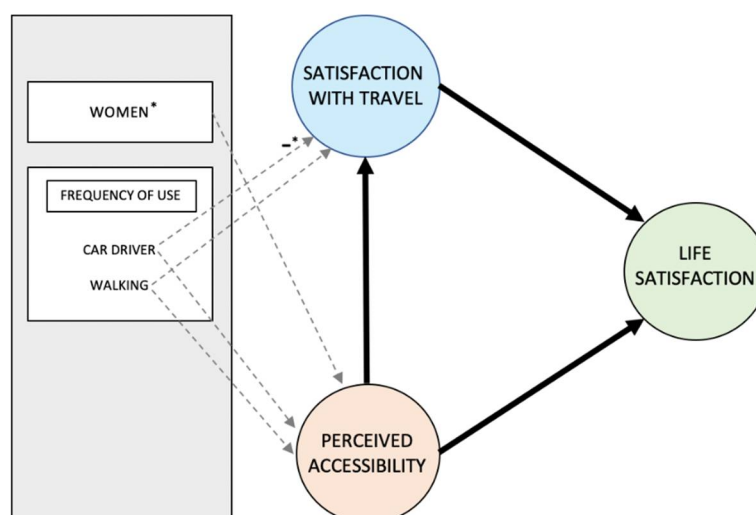 WOMEN*
FREQUENCY OF USE
CAR DRIVER
WALKING
–*
SATISFACTION
WITH TRAVEL
LIFE
SATISFACTION
PERCEIVED
ACCESSIBILITY